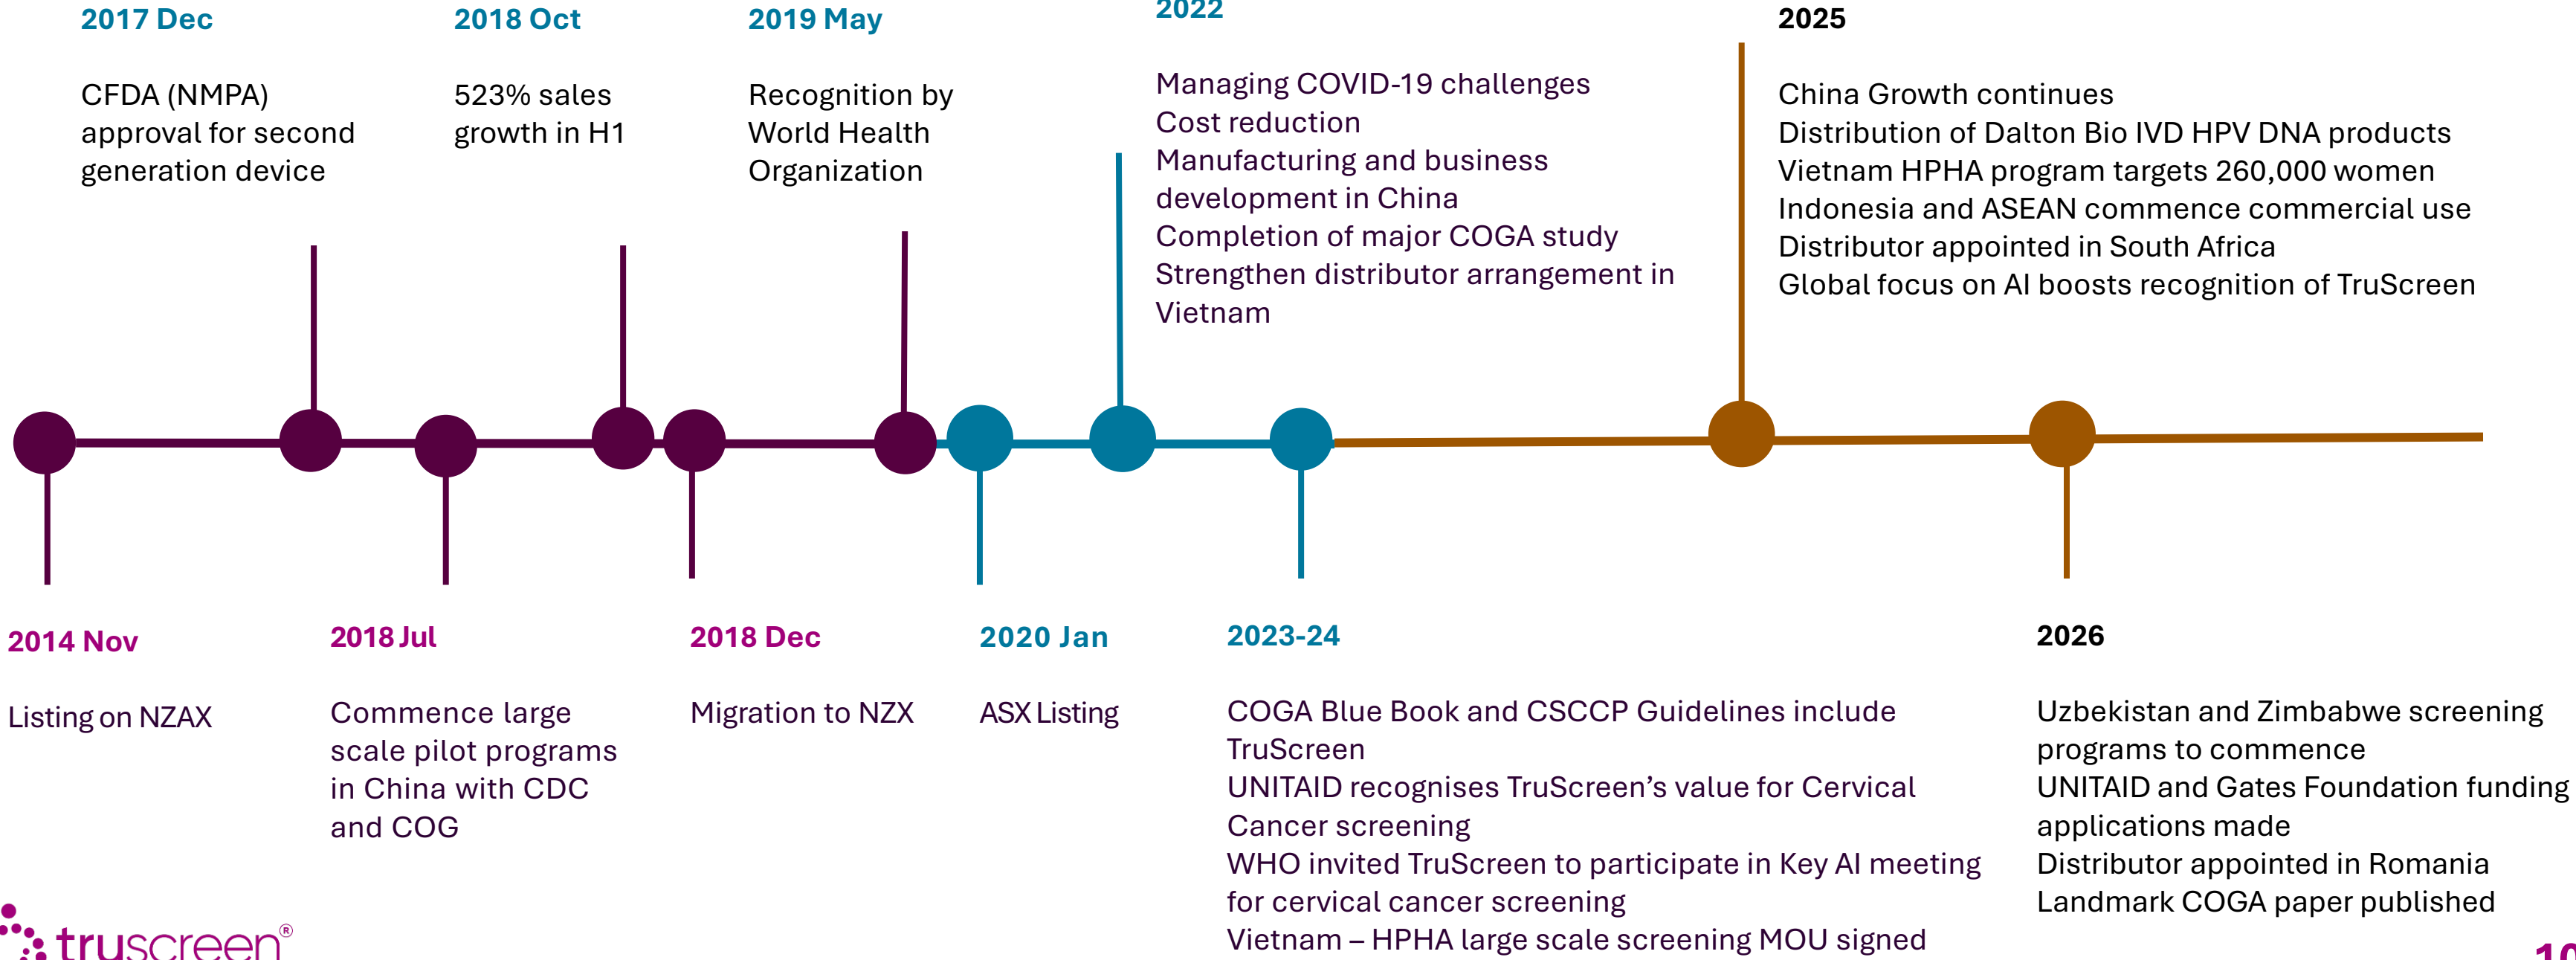 2017 Dec
CFDA (NMPA)
approval for second
generation device
2018 Oct
523% sales
growth in H1
2019 May
Recognition by
World Health
Organization
2022
Managing COVID-19 challenges
Cost reduction
Manufacturing and business
development in China
Completion of major COGA study
Strengthen distributor arrangement in
Vietnam
2025
China Growth continues
Distribution of Dalton Bio IVD HPV DNA products
Vietnam HPHA program targets 260,000 women
Indonesia and ASEAN commence commercial use
Distributor appointed in South Africa
Global focus on AI boosts recognition of TruScreen
2014 Nov
Listing on NZAX
2018 Jul
Commence large
scale pilot programs
in China with CDC
and COG
2018 Dec
Migration to NZX
2020 Jan
ASX Listing
2023-24
COGA Blue Book and CSCCP Guidelines include
TruScreen
UNITAID recognises TruScreen’s value for Cervical
Cancer screening
WHO invited TruScreen to participate in Key AI meeting
for cervical cancer screening
Vietnam – HPHA large scale screening MOU signed
2026
Uzbekistan and Zimbabwe screening
programs to commence
UNITAID and Gates Foundation funding
applications made
Distributor appointed in Romania
Landmark COGA paper published
truscreen®